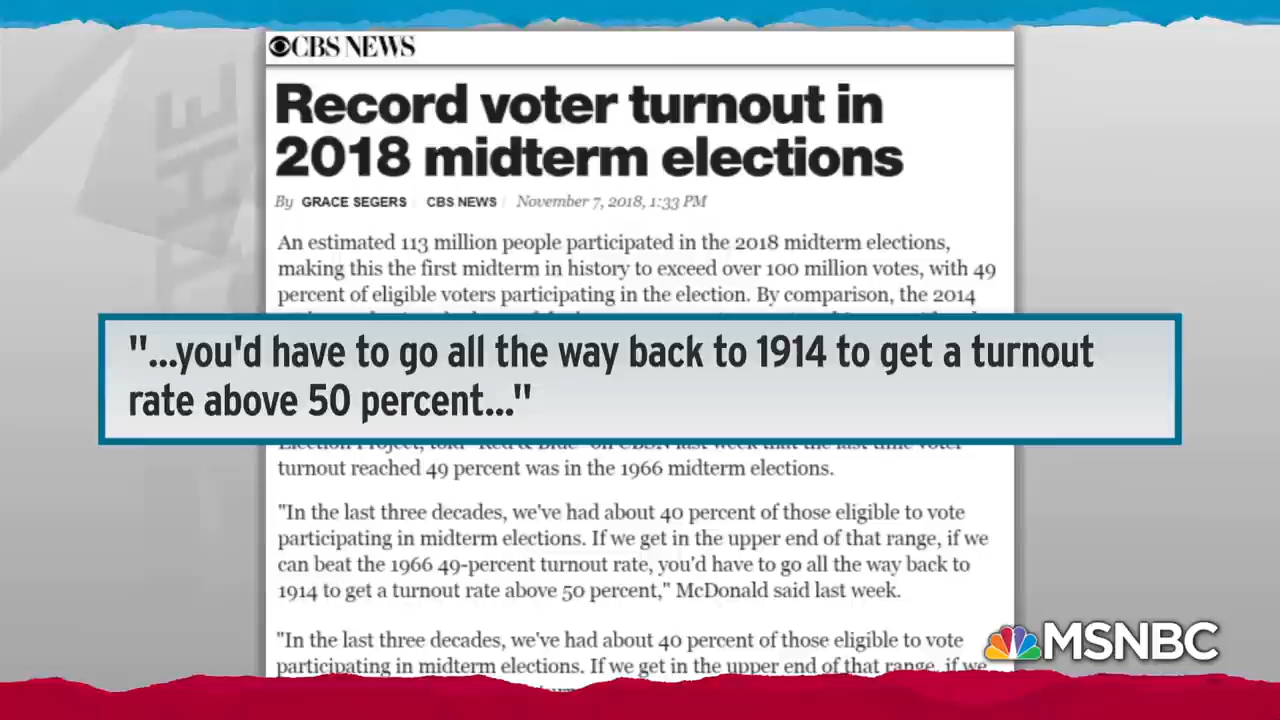 CBS NEWS
Record voter turnout in
2018 midterm elections
By GRACE SEGERS CBS NEWS November 7, 2018, 1:33 PM
An estimated 113 million people participated in the 2018 midterm elections,
making this the first midterm in history to exceed over 100 million votes, with 49
percent of eligible voters participating in the election. By comparison, the 2014
"...you'd have to go all the way back to 1914 to get a turnout
rate above 50 percent..."
turnout reached 49 percent was in the 1966 midterm elections.
"In the last three decades, we've had about 40 percent of those eligible to vote
participating in midterm elections. If we get in the upper end of that range, if we
can beat the 1966 49-percent turnout rate, you'd have to go all the way back to
1914 to get a turnout rate above 50 percent," McDonald said last week.
"In the last three decades, we've had about 40 percent of those eligible to vote
participating in midterm elections. If we get in the upper end of that range, if we
MSNBC
THE